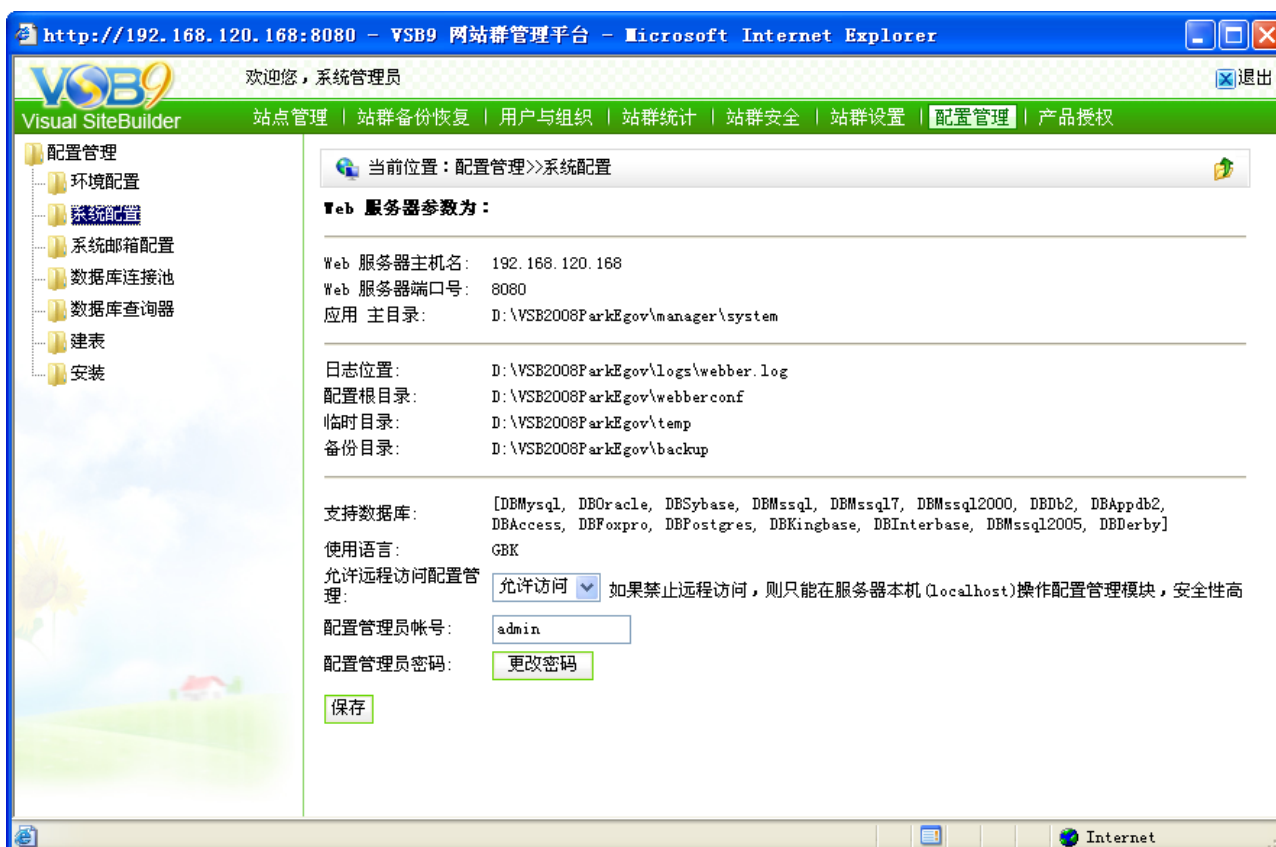 http://192.168.120.168:8080 - VSB9 网站群管理平台 - Microsoft Internet Explorer
VSB9
Visual SiteBuilder
欢迎您，系统管理员
退出
站点管理 | 站群备份恢复 | 用户与组织 | 站群统计 | 站群安全 | 站群设置 | 配置管理 | 产品授权
配置管理
环境配置
系统配置
系统邮箱配置
数据库连接池
数据库查询器
建表
安装
当前位置：配置管理>>系统配置
Web 服务器参数为：
Web 服务器主机名: 192.168.120.168
Web 服务器端口号: 8080
应用 主目录: D:\VSB2008ParkEgov\manager\system
日志位置: D:\VSB2008ParkEgov\logs\webber.log
配置根目录: D:\VSB2008ParkEgov\webberconf
临时目录: D:\VSB2008ParkEgov\temp
备份目录: D:\VSB2008ParkEgov\backup
支持数据库: [DBMysql, DBOracle, DBSybase, DBMssql, DBMssql7, DBMssql2000, DBDb2, DBAppdb2,
DBAccess, DBFoxpro, DBPostgres, DBKingbase, DBInterbase, DBMssql2005, DBDerby]
使用语言: GBK
允许远程访问配置管
理: 允许访问 如果禁止远程访问，则只能在服务器本机(localhost)操作配置管理模块，安全性高
配置管理员帐号: admin
配置管理员密码: 更改密码
保存
Internet